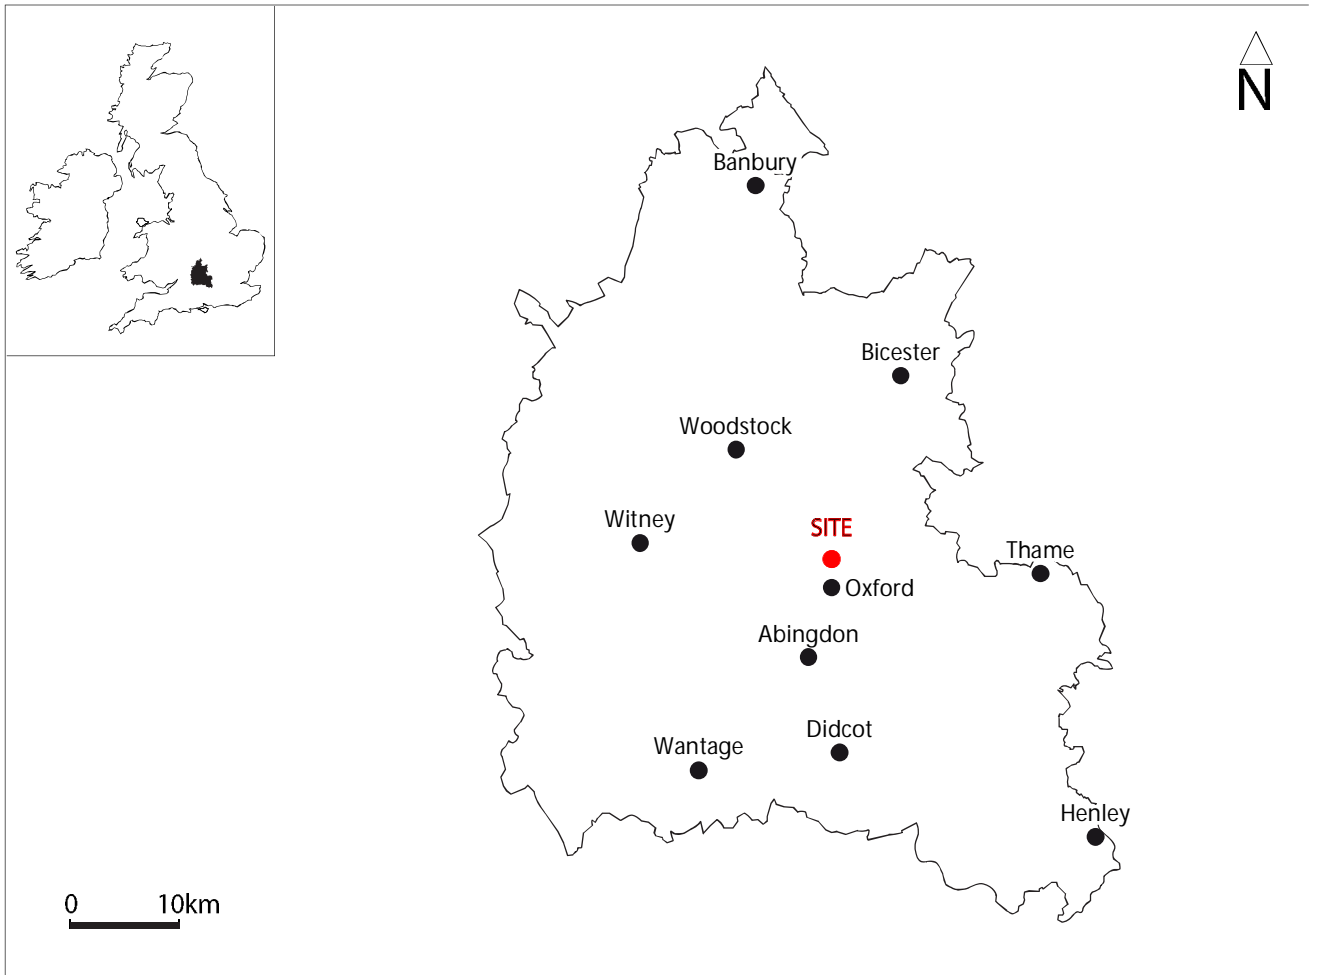 N
Banbury
Bicester
Woodstock
Witney
SITE
Thame
Oxford
Abingdon
Didcot
Wantage
Henley
0 10km